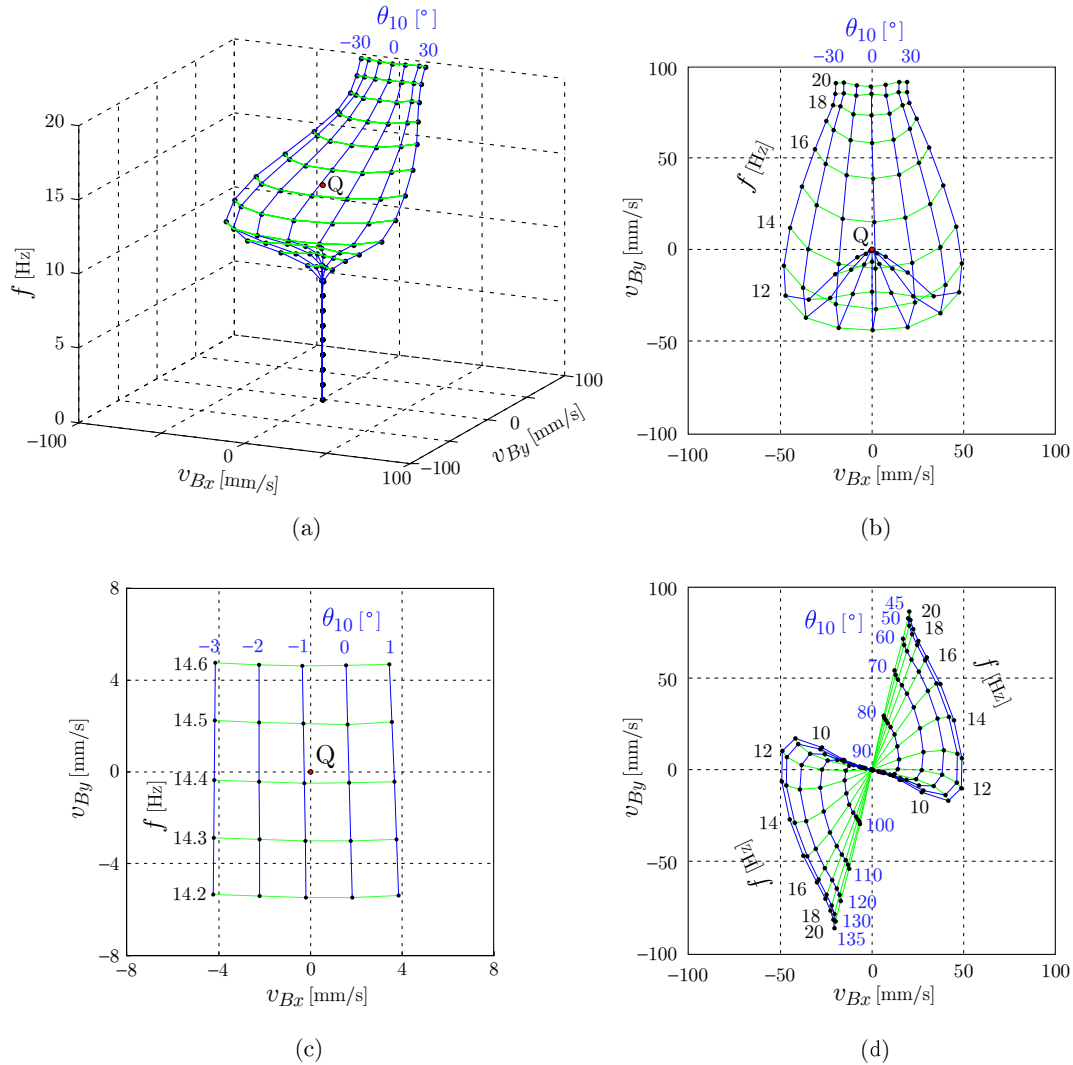 θ10 [°]
−30 0 30
20
15
10
5
0
f [Hz]
Q
−100
0
100
vBx [mm/s]
−100
0
100
vBy [mm/s]
(a)
θ10 [°]
−30 0 30
100
50
0
−50
−100
vBy [mm/s]
20
18
16
14
12
f [Hz]
Q
−100 −50 0 50 100
vBx [mm/s]
(b)
8
4
0
−4
−8
vBy [mm/s]
θ10 [°]
−3 −2 −1 0 1
14.6
14.5
14.4
14.3
14.2
f [Hz]
Q
−8 −4 0 4 8
vBx [mm/s]
(c)
100
50
0
−50
−100
vBy [mm/s]
θ10 [°]
45
50
60
70
80
90
20
18
16
14
12
10
f [Hz]
10
12
14
16
18
20
f [Hz]
100
110
120
130
135
−100 −50 0 50 100
vBx [mm/s]
(d)